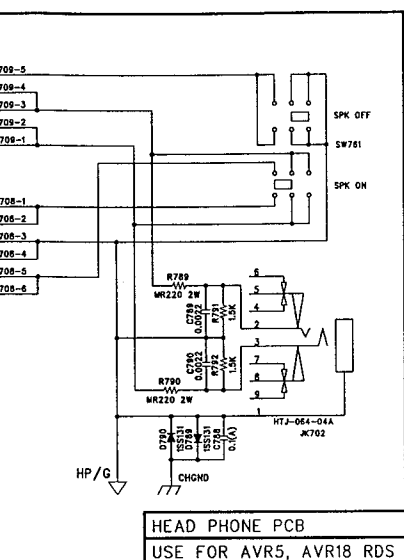 709-5
709-4
709-3
709-2
709-1
SPK OFF
SW761
SPK ON
708-1
708-2
708-3
708-4
708-5
708-6
R789
MR220 2W
C789
0.0022
R791
1.5K
C790
0.0022
R792
1.5K
R790
MR220 2W
6
5
4
2
3
7
8
9
1
HTJ-064-04A
JK702
D790
1SS131
D789
1SS131
C788
0.1(A)
HP/G
CHGND
HEAD PHONE PCB
USE FOR AVR5, AVR18 RDS